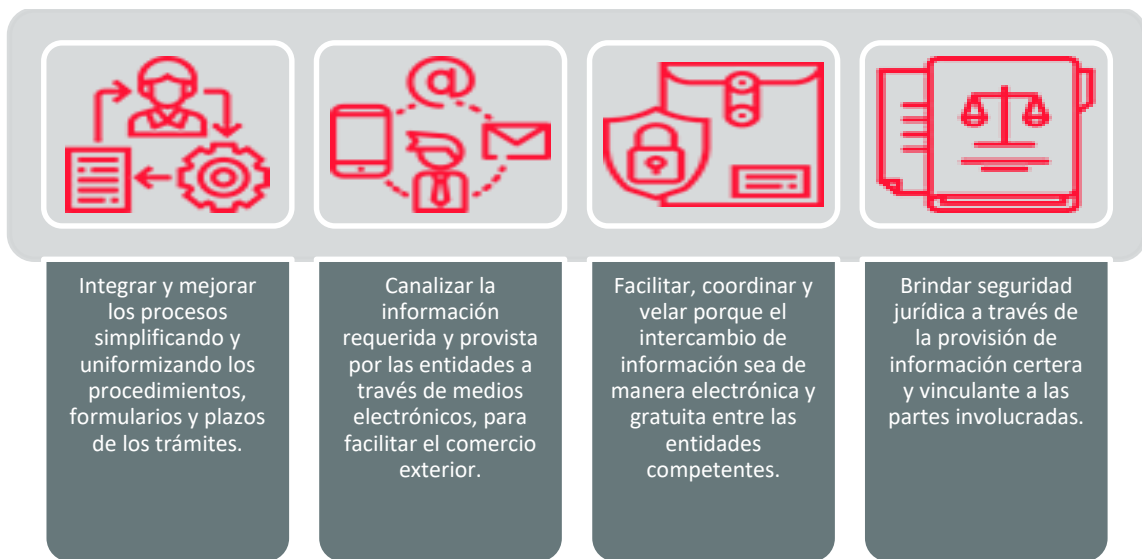 Integrar y mejorar
los procesos
simplificando y
uniformizando los
procedimientos,
formularios y plazos
de los trámites.
Canalizar la
información
requerida y provista
por las entidades a
través de medios
electrónicos, para
facilitar el comercio
exterior.
Facilitar, coordinar y
velar porque el
intercambio de
información sea de
manera electrónica y
gratuita entre las
entidades
competentes.
Brindar seguridad
jurídica a través de
la provisión de
información certera
y vinculante a las
partes involucradas.